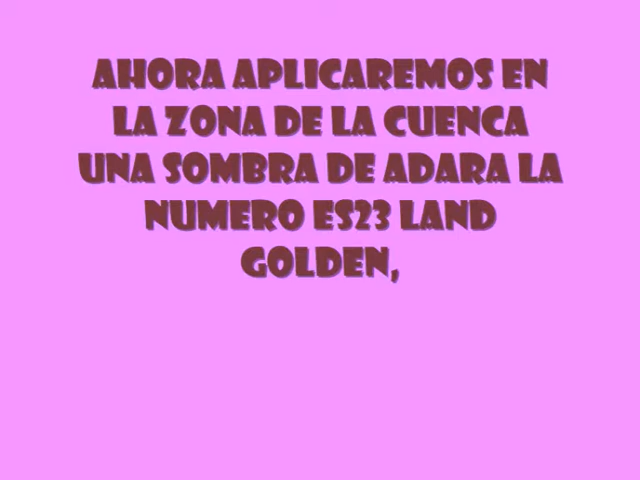 AHORA APLICAREMOS EN
LA ZONA DE LA CUENCA
UNA SOMBRA DE ADARA LA
NUMERO ES23 LAND
GOLDEN,